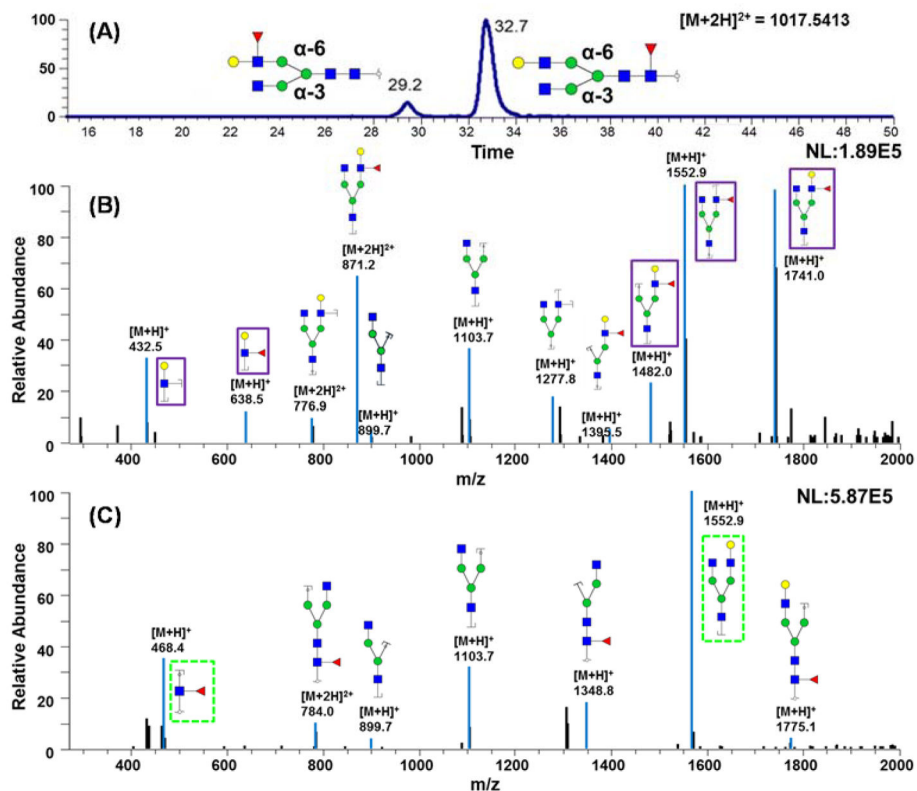 (A)
α-6
α-3
29.2
32.7
α-6
α-3
[M+2H]²⁺ = 1017.5413
100
50
0
16 18 20 22 24 26 28 30 32 34 36 38 40 42 44 46 48 50
Time
NL:1.89E5
(B)
Relative Abundance
100
80
60
40
20
0
[M+H]⁺
432.5
[M+H]⁺
638.5
[M+2H]²⁺
776.9
[M+2H]²⁺
871.2
[M+H]⁺
899.7
[M+H]⁺
1103.7
[M+H]⁺
1277.8
[M+H]⁺
1395.5
[M+H]⁺
1482.0
[M+H]⁺
1552.9
[M+H]⁺
1741.0
400 600 800 1000 1200 1400 1600 1800 2000
m/z
NL:5.87E5
(C)
Relative Abundance
100
80
60
40
20
0
[M+H]⁺
468.4
[M+2H]²⁺
784.0
[M+H]⁺
899.7
[M+H]⁺
1103.7
[M+H]⁺
1348.8
[M+H]⁺
1552.9
[M+H]⁺
1775.1
400 600 800 1000 1200 1400 1600 1800 2000
m/z